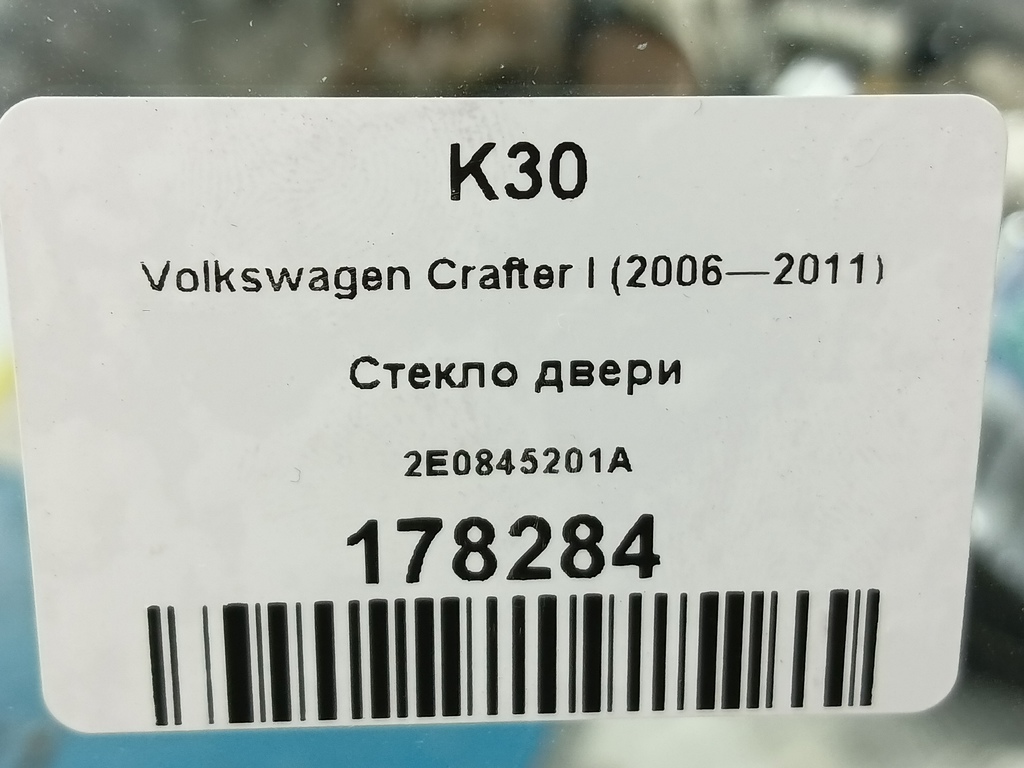 K30
Volkswagen Crafter I (2006—2011)
Стекло двери
2E0845201A
178284